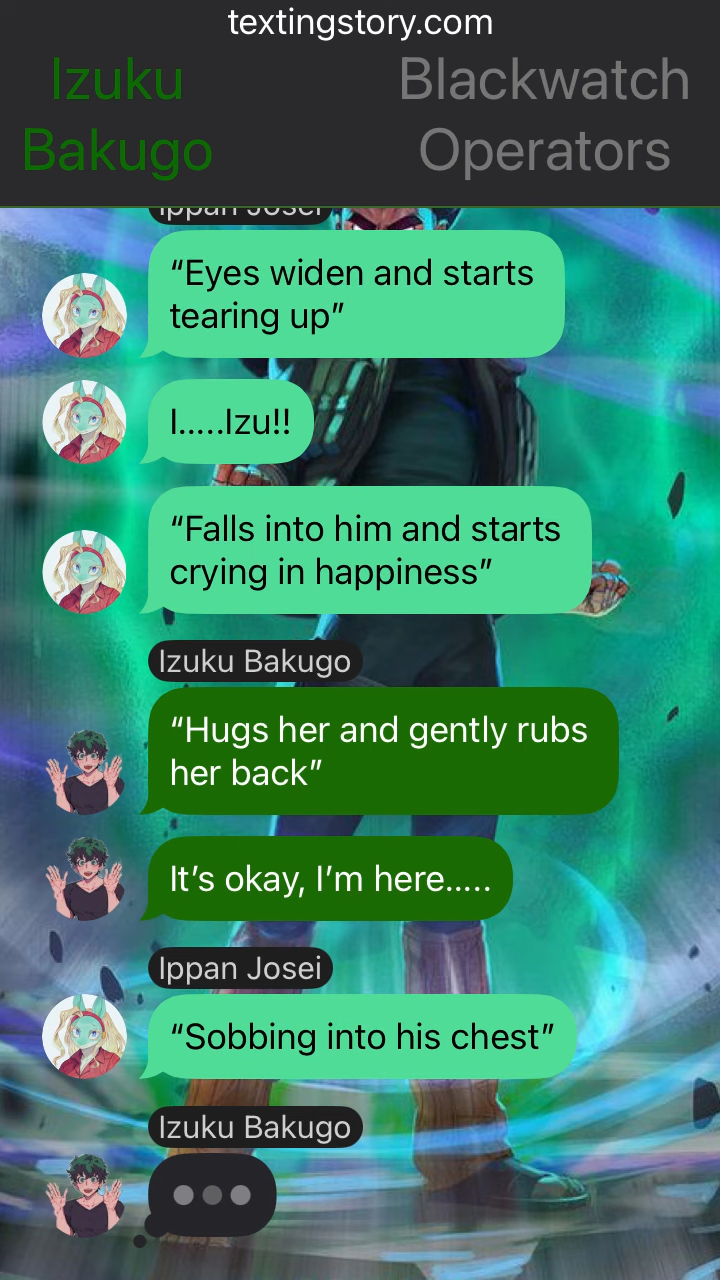 textingstory.com
Izuku Bakugo
Blackwatch Operators
Ippan Josei
“Eyes widen and starts
tearing up”
I.....Izu!!
“Falls into him and starts
crying in happiness”
Izuku Bakugo
“Hugs her and gently rubs
her back”
It’s okay, I’m here.....
Ippan Josei
“Sobbing into his chest”
Izuku Bakugo